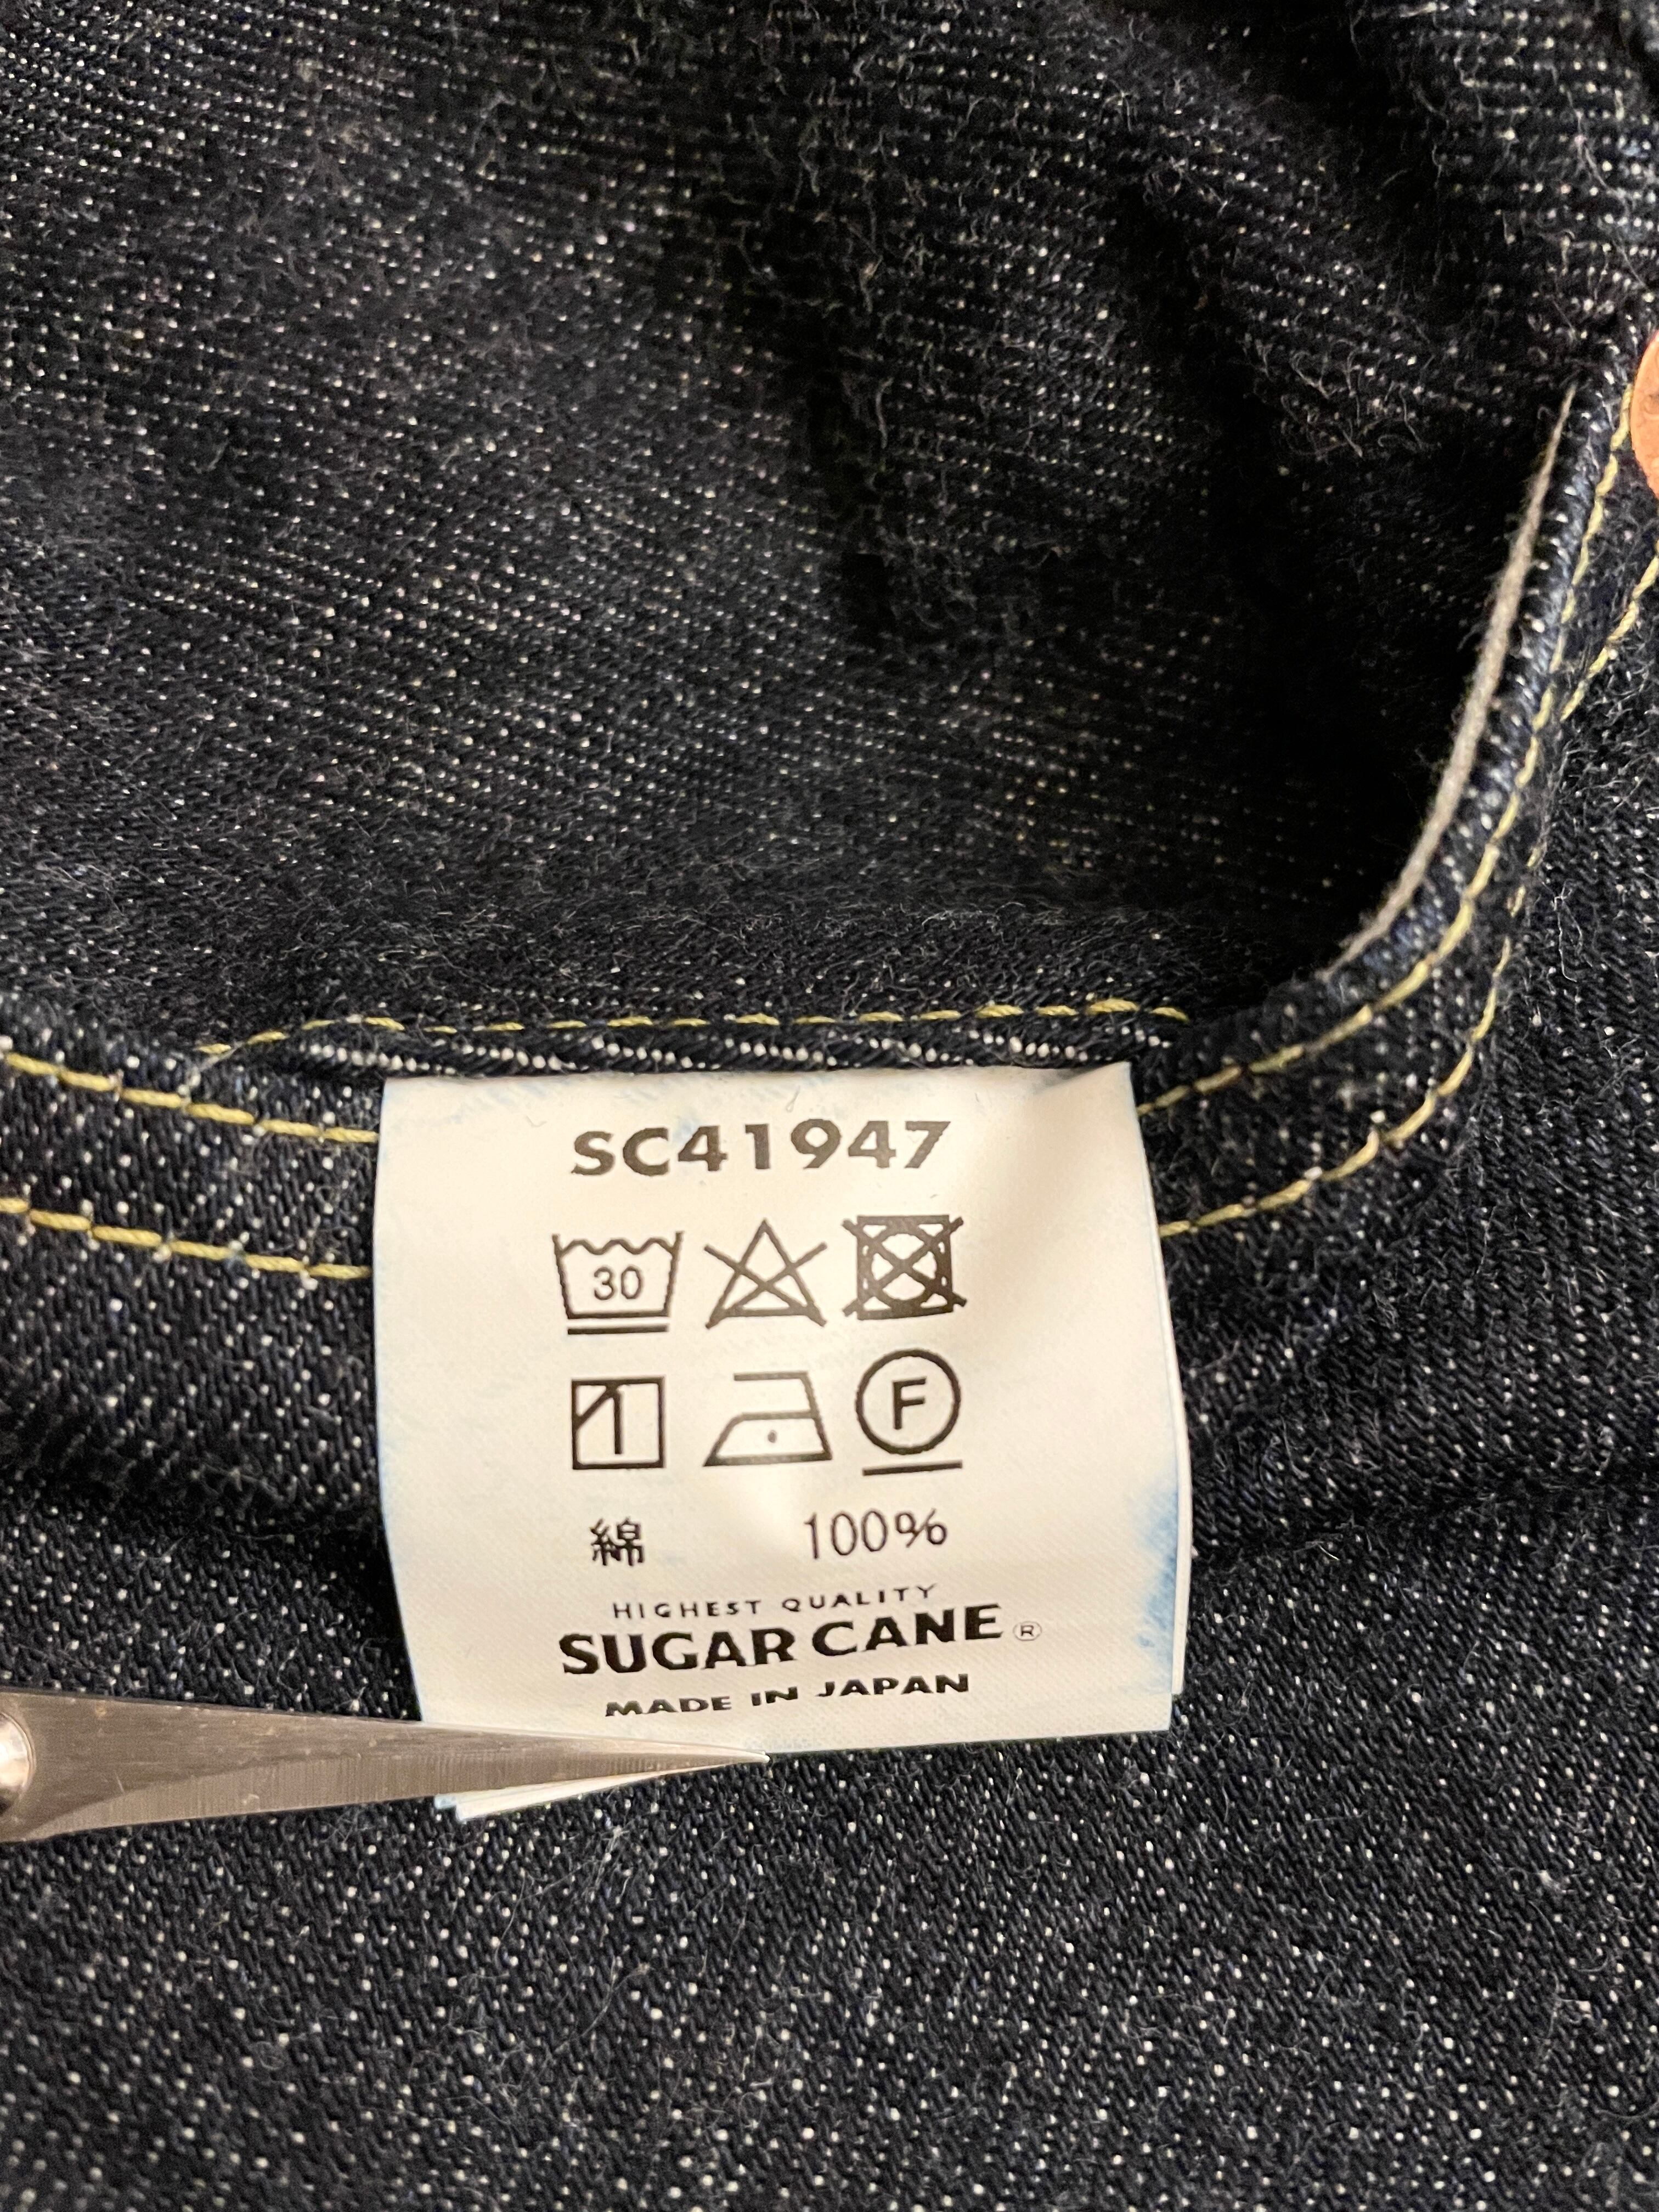 SC41947
30
F
綿 100%
HIGHEST QUALITY
SUGAR CANE ®
MADE IN JAPAN